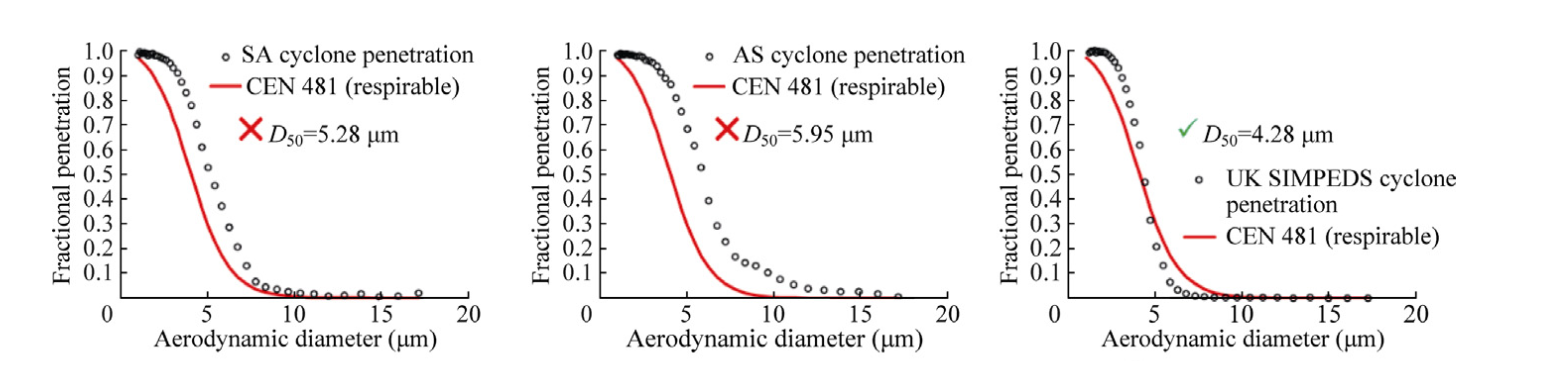 Fractional penetration
1.0
0.9
0.8
0.7
0.6
0.5
0.4
0.3
0.2
0.1
0
5
10
15
20
Aerodynamic diameter (μm)
SA cyclone penetration
CEN 481 (respirable)
D50=5.28 μm
Fractional penetration
1.0
0.9
0.8
0.7
0.6
0.5
0.4
0.3
0.2
0.1
0
5
10
15
20
Aerodynamic diameter (μm)
AS cyclone penetration
CEN 481 (respirable)
D50=5.95 μm
Fractional penetration
1.0
0.9
0.8
0.7
0.6
0.5
0.4
0.3
0.2
0.1
0
5
10
15
20
Aerodynamic diameter (μm)
D50=4.28 μm
UK SIMPEDS cyclone
penetration
CEN 481 (respirable)